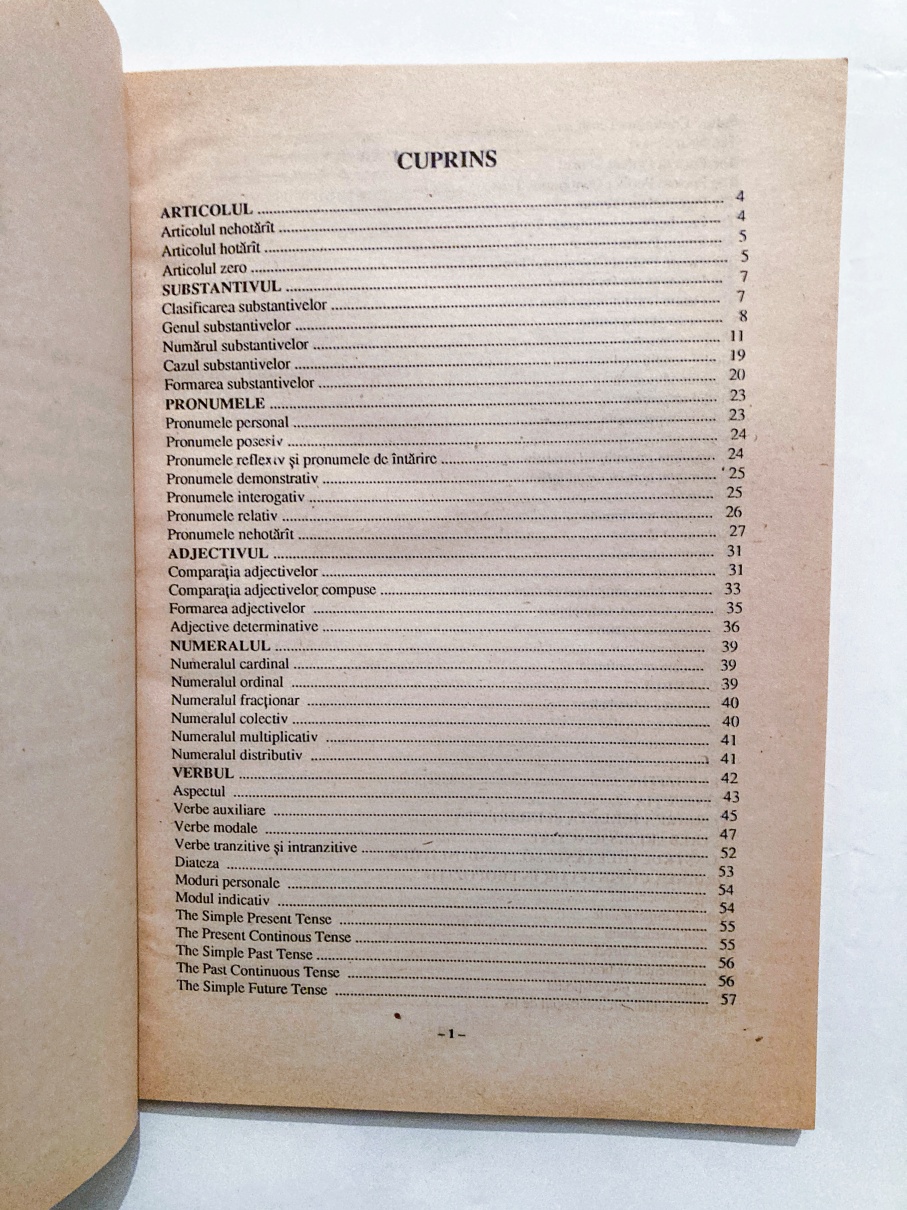 CUPRINS
ARTICOLUL ... 4
Articolul nehotărît ... 4
Articolul hotărît ... 5
Articolul zero ... 5
SUBSTANTIVUL ... 7
Clasificarea substantivelor ... 7
Genul substantivelor ... 8
Numărul substantivelor ... 11
Cazul substantivelor ... 19
Formarea substantivelor ... 20
PRONUMELE ... 23
Pronumele personal ... 23
Pronumele posesiv ... 24
Pronumele reflexiv și pronumele de întărire ... 24
Pronumele demonstrativ ... 25
Pronumele interogativ ... 25
Pronumele relativ ... 26
Pronumele nehotărît ... 27
ADJECTIVUL ... 31
Comparația adjectivelor ... 31
Comparația adjectivelor compuse ... 33
Formarea adjectivelor ... 35
Adjective determinative ... 36
NUMERALUL ... 39
Numeralul cardinal ... 39
Numeralul ordinal ... 39
Numeralul fracționar ... 40
Numeralul colectiv ... 40
Numeralul multiplicativ ... 41
Numeralul distributiv ... 41
VERBUL ... 42
Aspectul ... 43
Verbe auxiliare ... 45
Verbe modale ... 47
Verbe tranzitive și intranzitive ... 52
Diateza ... 53
Moduri personale ... 54
Modul indicativ ... 54
The Simple Present Tense ... 55
The Present Continous Tense ... 55
The Simple Past Tense ... 56
The Past Continuous Tense ... 56
The Simple Future Tense ... 57
– 1 –